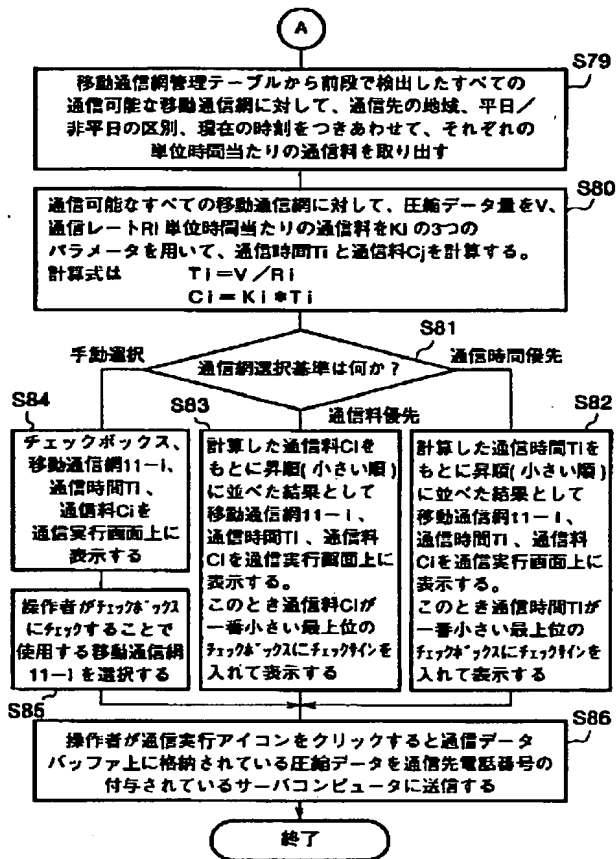 A
S79
移動通信網管理テーブルから前段で検出したすべての
通信可能な移動通信網に対して、通信先の地域、平日／
非平日の区別、現在の時刻をつきあわせて、それぞれの
単位時間当たりの通信料を取り出す
S80
通信可能なすべての移動通信網に対して、圧縮データ量をV、
通信レートRi 単位時間当たりの通信料をKiの3つの
パラメータを用いて、通信時間Tiと通信料Cjを計算する。
計算式は Ti＝V／Ri
Ci＝Ki*Ti
S81
通信網選択基準は何か？
手動選択
通信料優先
通信時間優先
S84
チェックボックス、
移動通信網11-i、
通信時間Ti、
通信料Ciを
通信実行画面上に
表示する
操作者がチェックボックス
にチェックすることで
使用する移動通信網
11-iを選択する
S85
S83
計算した通信料Ciを
もとに昇順(小さい順)
に並べた結果として
移動通信網11-i、
通信時間Ti、通信料
Ciを通信実行画面上に
表示する。
このとき通信料Ciが
一番小さい最上位の
チェックボックスにチェックサインを
入れて表示する
S82
計算した通信時間Tiを
もとに昇順(小さい順)
に並べた結果として
移動通信網11-i、
通信時間Ti、通信料
Ciを通信実行画面上に
表示する。
このとき通信時間Tiが
一番小さい最上位の
チェックボックスにチェックサインを
入れて表示する
S86
操作者が通信実行アイコンをクリックすると通信データ
バッファ上に格納されている圧縮データを通信先電話番号の
付与されているサーバコンピュータに送信する
終了